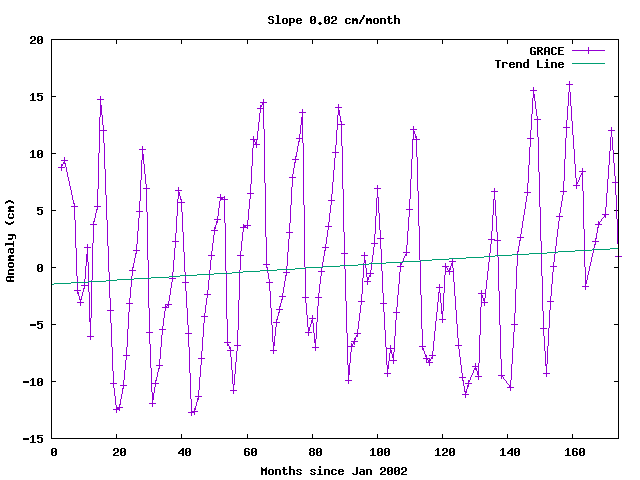 Slope 0.02 cm/month
GRACE
Trend Line
20
15
10
5
0
-5
-10
-15
Anomaly (cm)
0 20 40 60 80 100 120 140 160
Months since Jan 2002